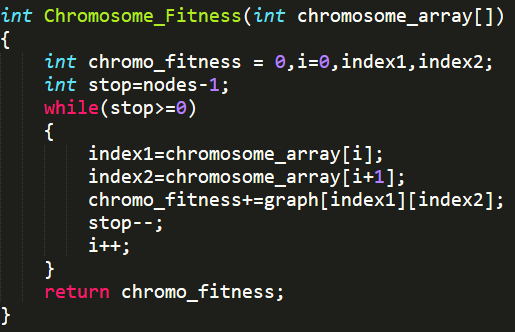 int Chromosome_Fitness(int chromosome_array[])
{
    int chromo_fitness = 0,i=0,index1,index2;
    int stop=nodes-1;
    while(stop>=0)
    {
        index1=chromosome_array[i];
        index2=chromosome_array[i+1];
        chromo_fitness+=graph[index1][index2];
        stop--;
        i++;
    }
    return chromo_fitness;
}